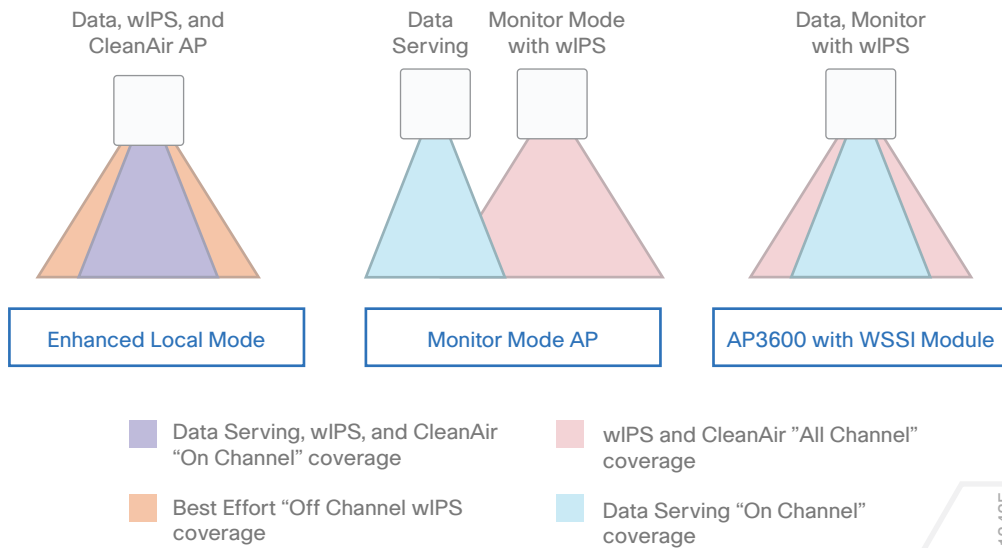 Data, wIPS, and
CleanAir AP
Data
Serving
Monitor Mode
with wIPS
Data, Monitor
with wIPS
Enhanced Local Mode
Monitor Mode AP
AP3600 with WSSI Module
Data Serving, wIPS, and CleanAir
“On Channel” coverage
wIPS and CleanAir ”All Channel”
coverage
Best Effort “Off Channel wIPS
coverage
Data Serving “On Channel”
coverage